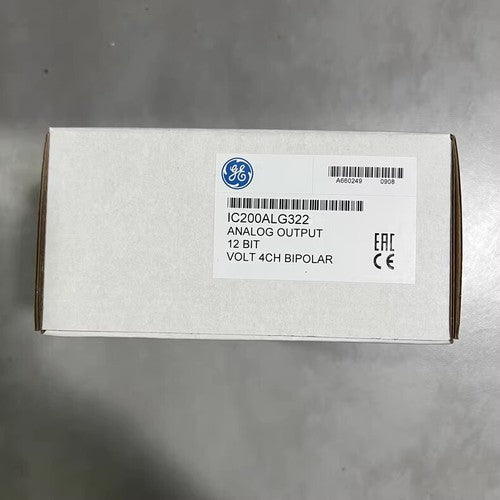 GE
A660249 0908
IC200ALG322
ANALOG OUTPUT
12 BIT
VOLT 4CH BIPOLAR
EAC
CE